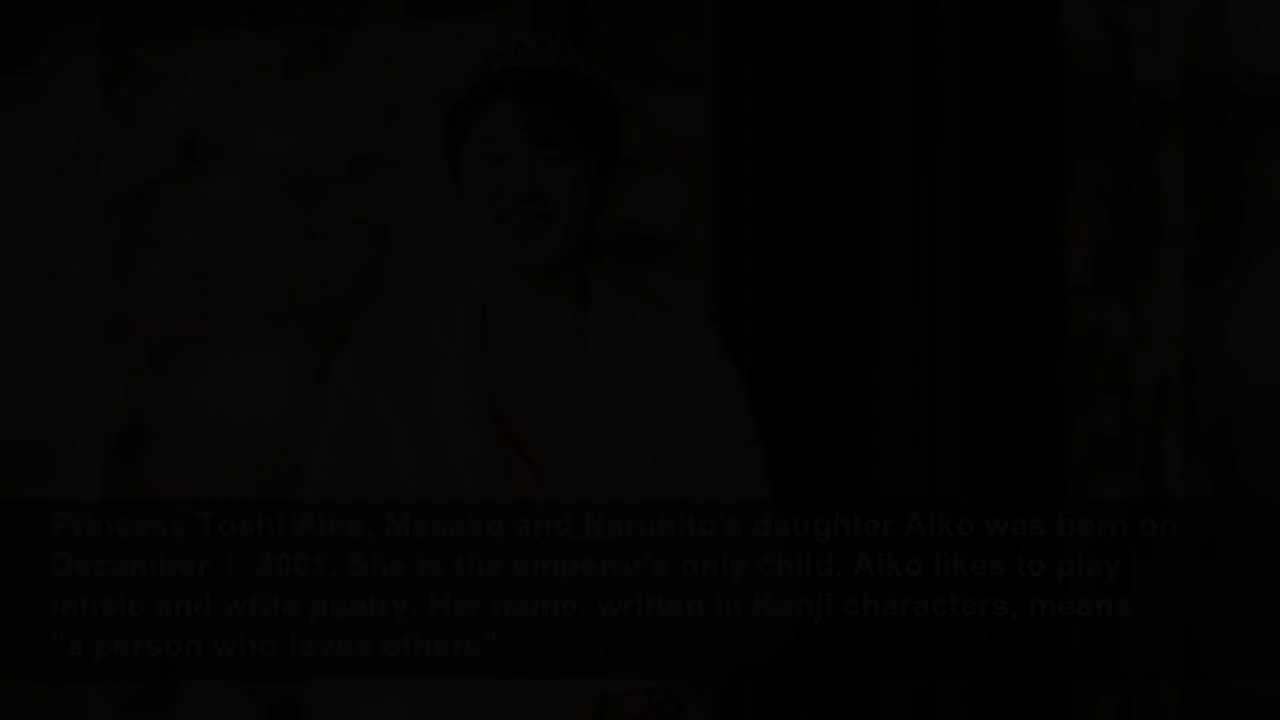 Princess Toshi Aiko, Masako and Naruhito's daughter Aiko was born on
December 1, 2001. She is the emperor's only child. Aiko likes to play
music and write poetry. Her name, written in Kanji characters, means
"a person who loves others".